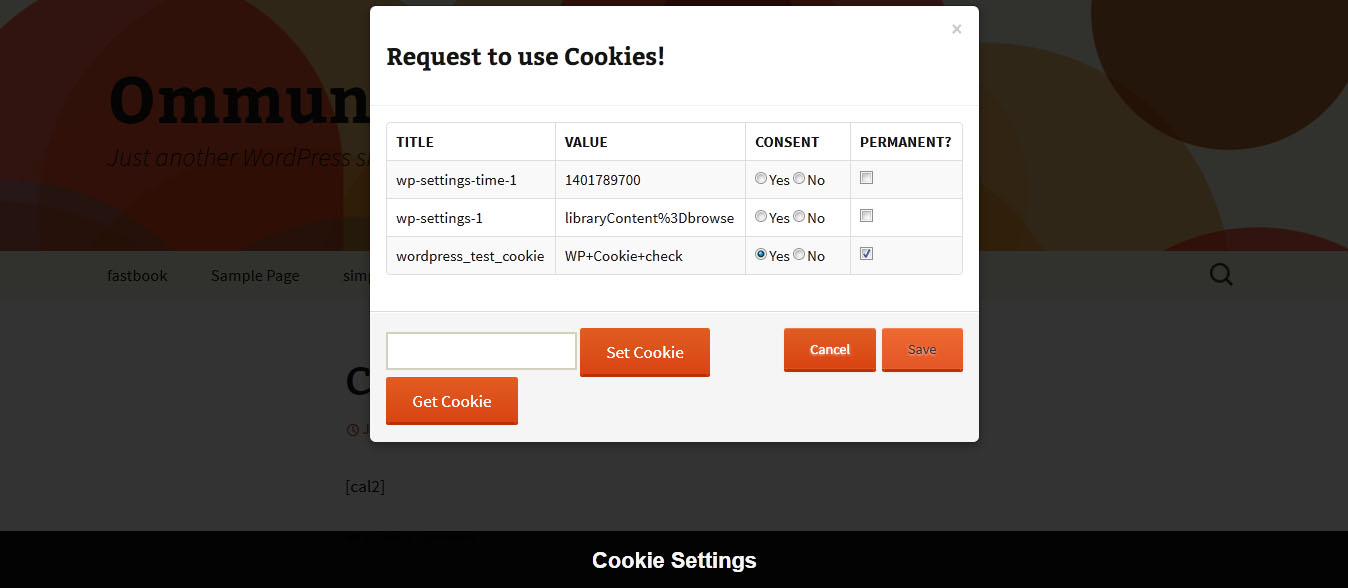 Request to use Cookies!
×
Ommun
Just another WordPress s
TITLE VALUE CONSENT PERMANENT?
wp-settings-time-1 1401789700 Yes No
wp-settings-1 libraryContent%3Dbrowse Yes No
wordpress_test_cookie WP+Cookie+check Yes No
fastbook Sample Page sim
Set Cookie Cancel Save
Get Cookie
C
J
[cal2]
Cookie Settings